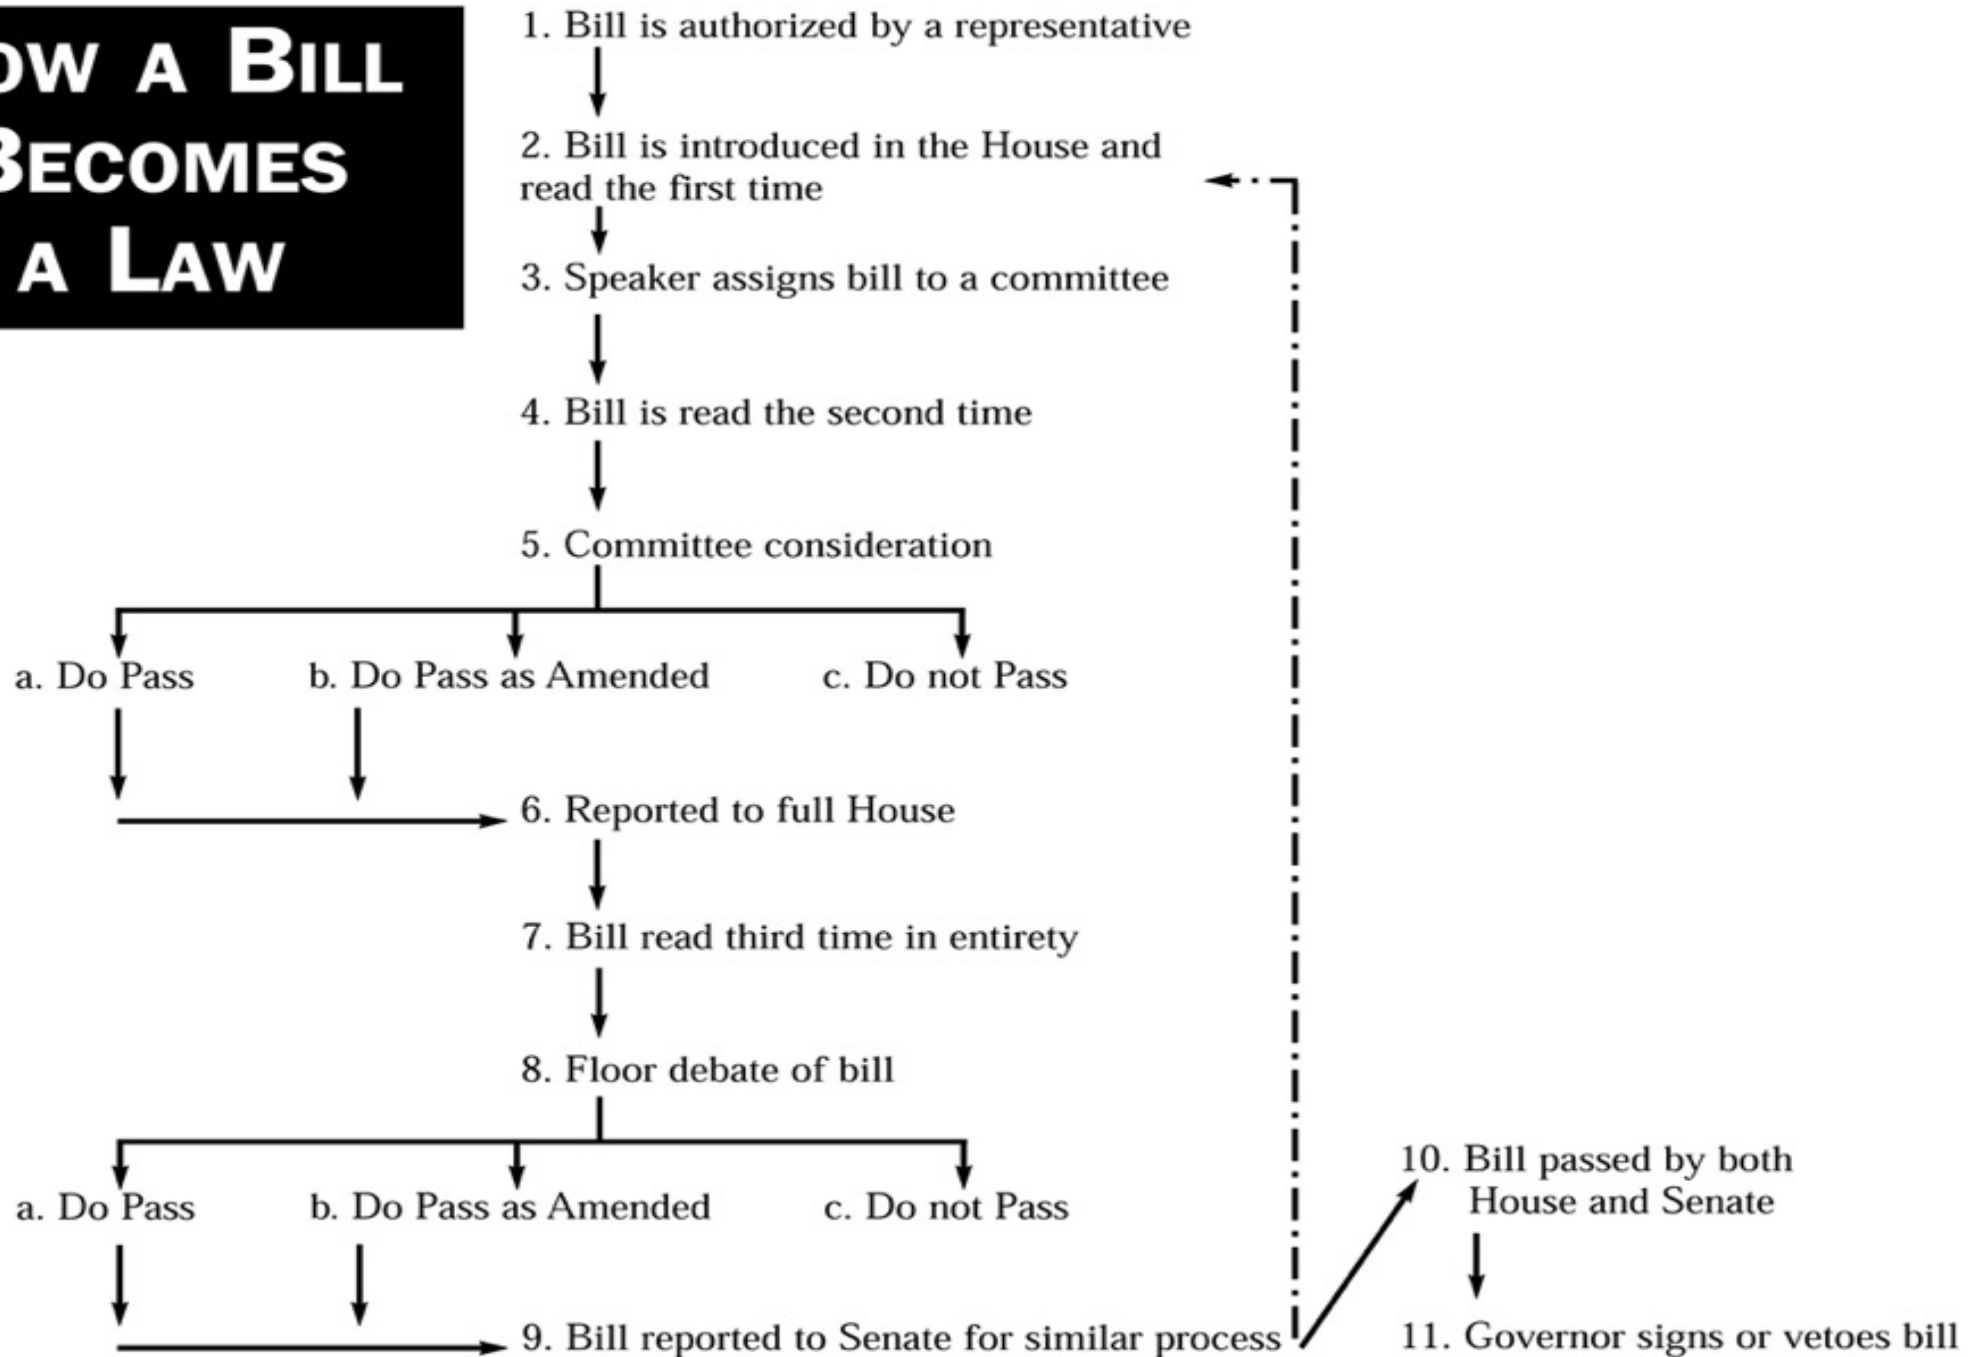 OW A BILL
BECOMES
A LAW
1. Bill is authorized by a representative
2. Bill is introduced in the House and
read the first time
3. Speaker assigns bill to a committee
4. Bill is read the second time
5. Committee consideration
a. Do Pass
b. Do Pass as Amended
c. Do not Pass
6. Reported to full House
7. Bill read third time in entirety
8. Floor debate of bill
a. Do Pass
b. Do Pass as Amended
c. Do not Pass
9. Bill reported to Senate for similar process
10. Bill passed by both
House and Senate
11. Governor signs or vetoes bill